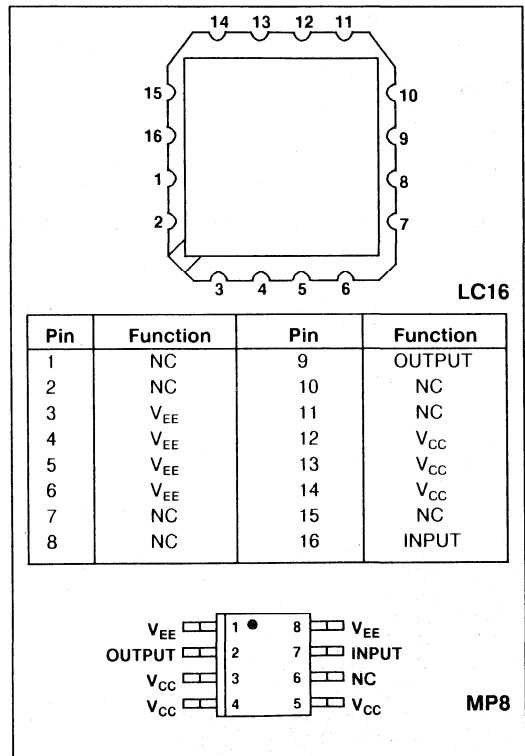 14 13 12 11
15 10
16 9
1 8
2 7
3 4 5 6
LC16
Pin Function Pin Function
1 NC 9 OUTPUT
2 NC 10 NC
3 VEE 11 NC
4 VEE 12 VCC
5 VEE 13 VCC
6 VEE 14 VCC
7 NC 15 NC
8 NC 16 INPUT
VEE 1 8 VEE
OUTPUT 2 7 INPUT
VCC 3 6 NC
VCC 4 5 VCC
MP8